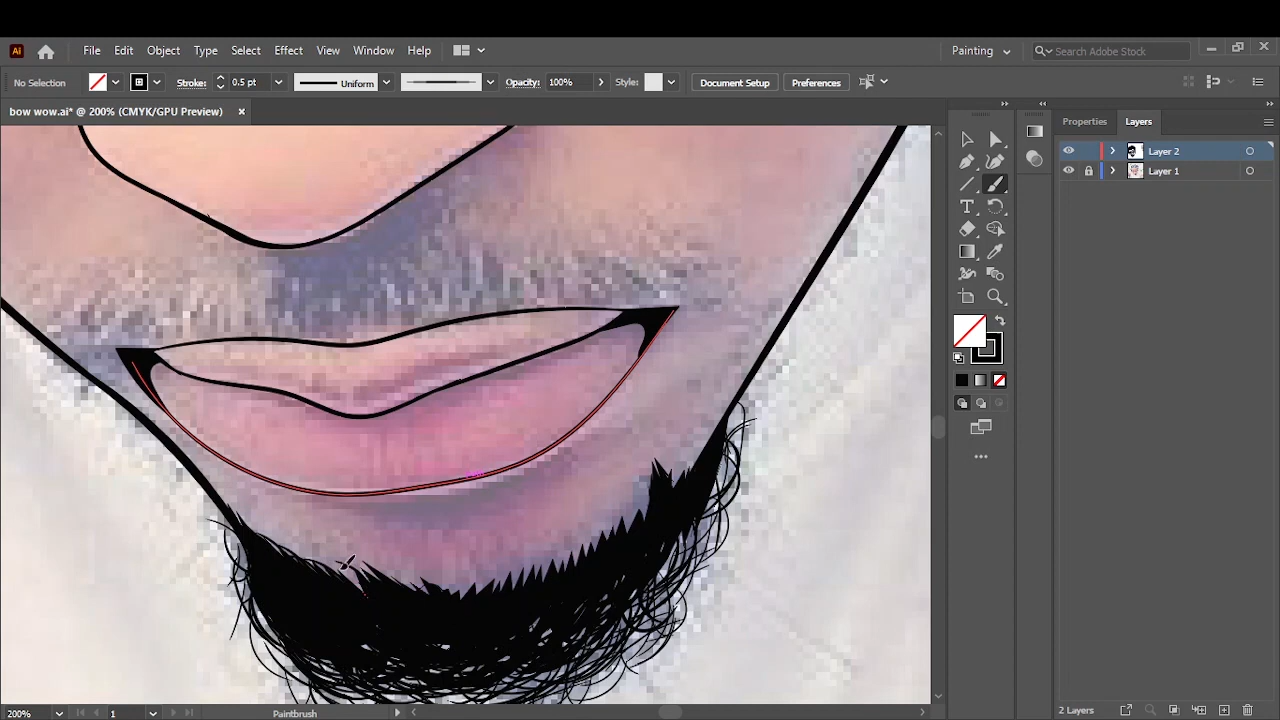 Ai File Edit Object Type Select Effect View Window Help Painting Search Adobe Stock
No Selection Stroke: 0.5 pt Uniform Opacity: 100% Style: Document Setup Preferences
bow wow.ai* @ 200% (CMYK/GPU Preview)
Properties Layers
Layer 2
Layer 1
200% 1 Paintbrush 2 Layers